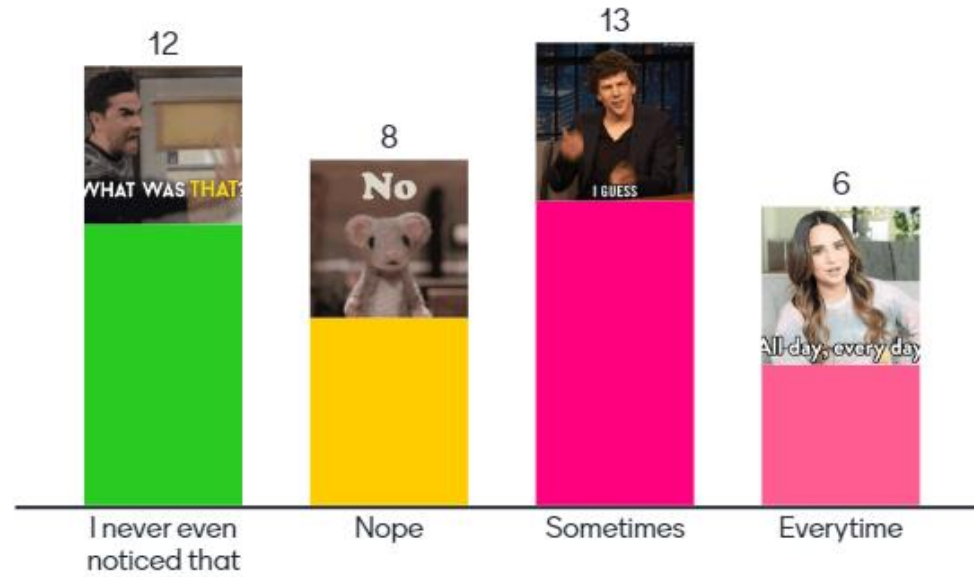 12
WHAT WAS THAT?
I never even
noticed that
8
No
Nope
13
I GUESS
Sometimes
6
All day, every day
Everytime